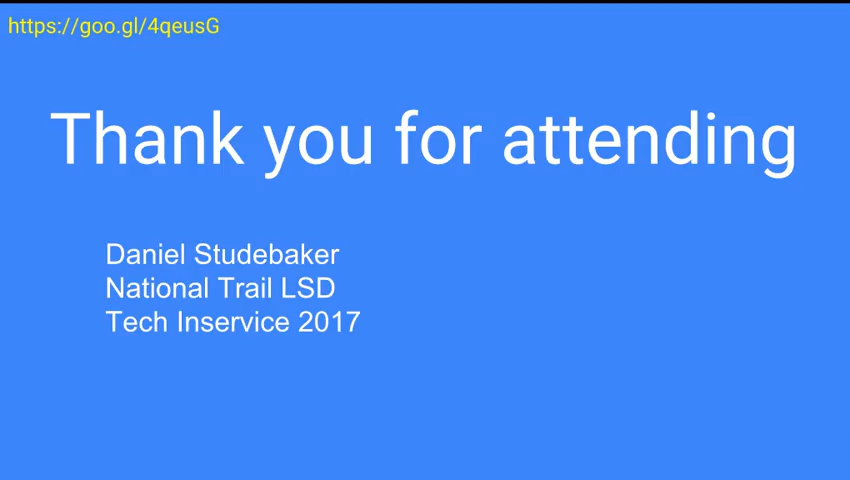 https://goo.gl/4qeusG
Thank you for attending
Daniel Studebaker
National Trail LSD
Tech Inservice 2017